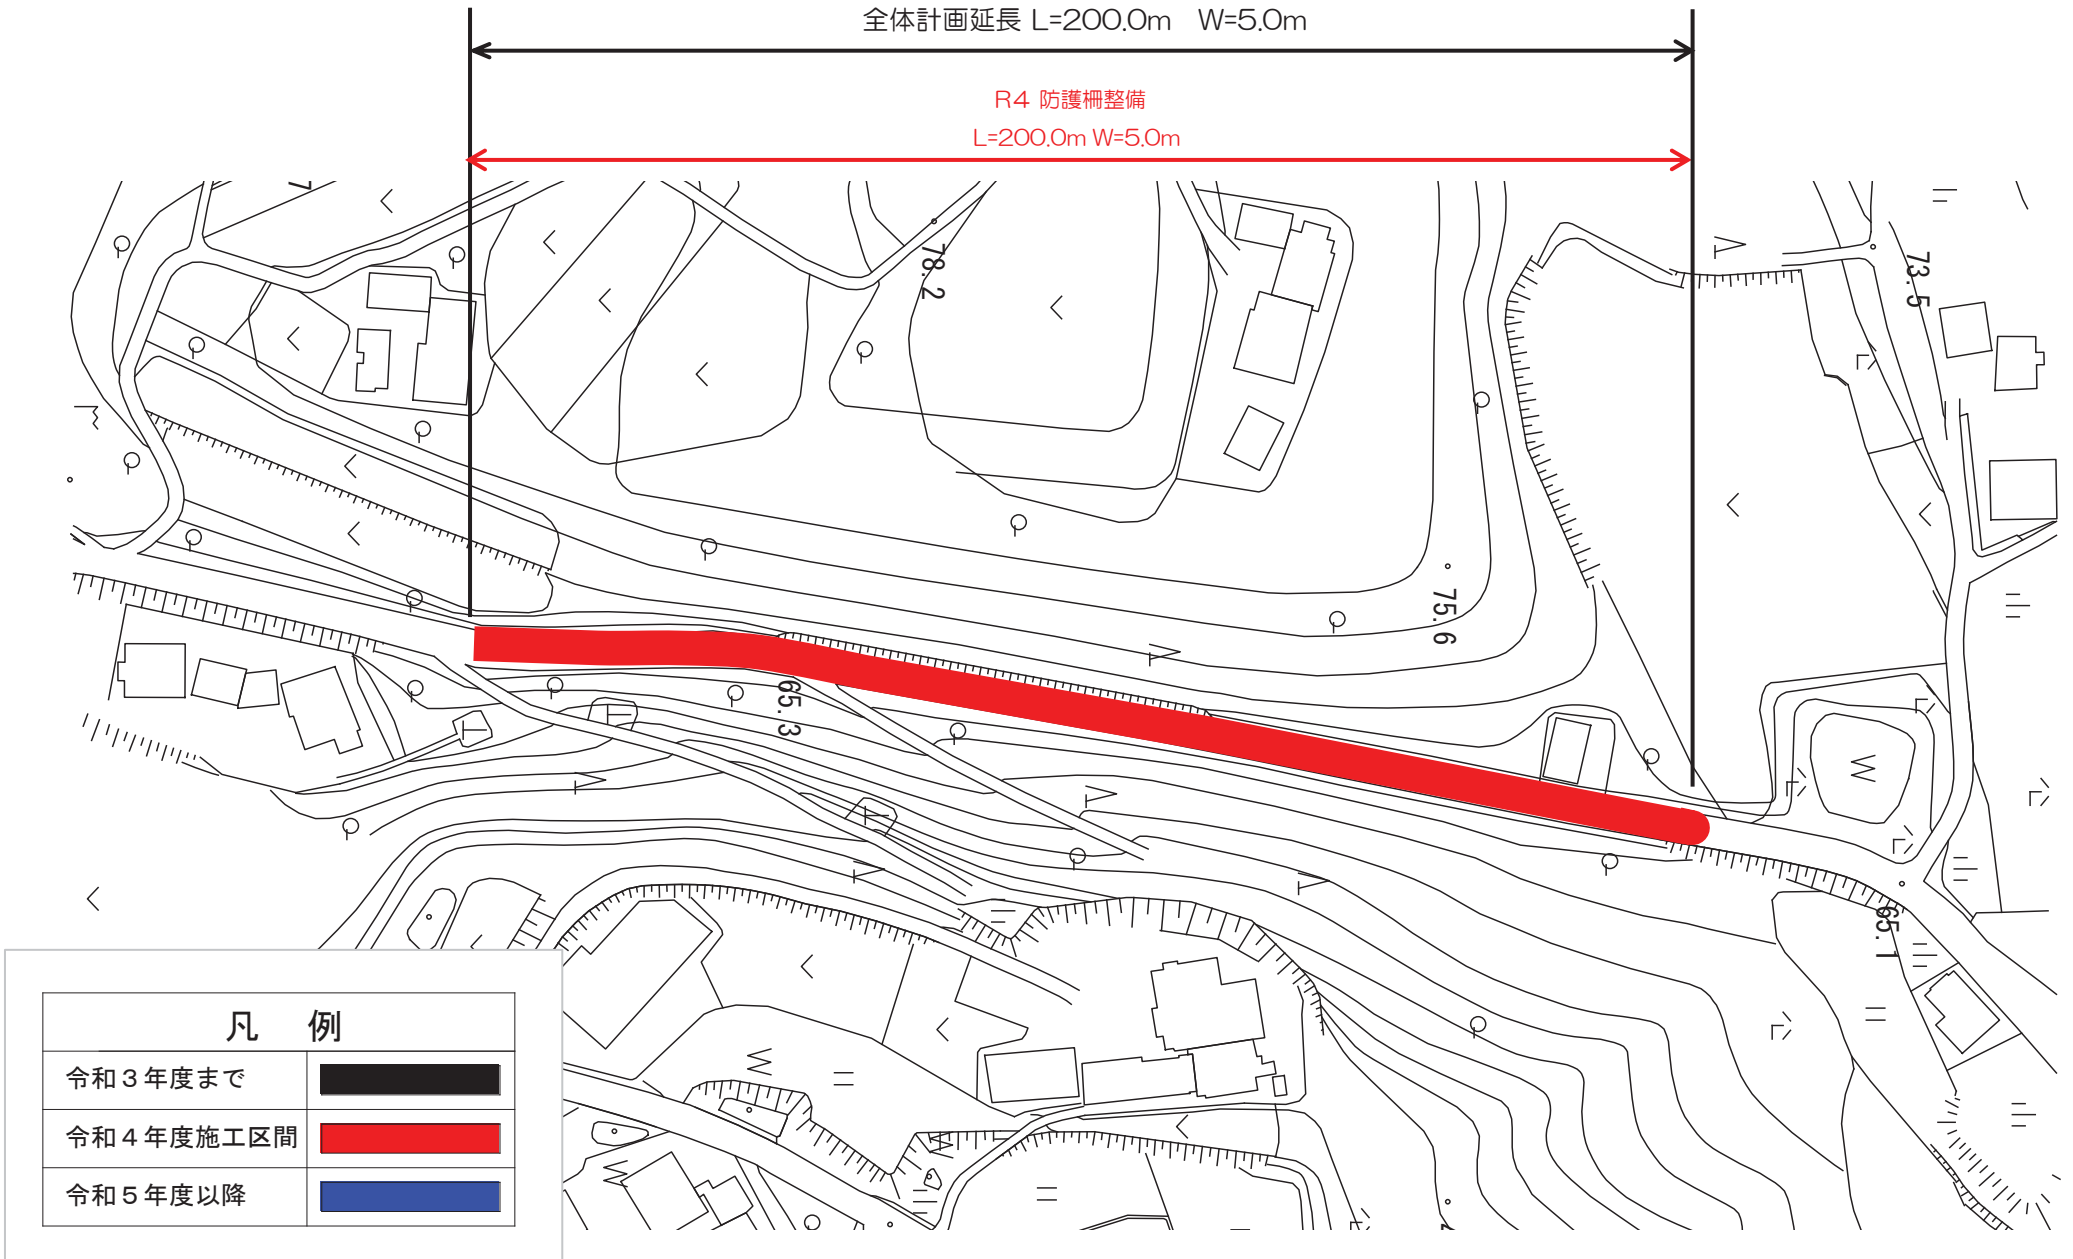 全体計画延長 L=200.0m W=5.0m
R4 防護柵整備
L=200.0m W=5.0m
78.2
73.5
75.6
65.3
65.1
凡 例
令和3年度まで
令和4年度施工区間
令和5年度以降